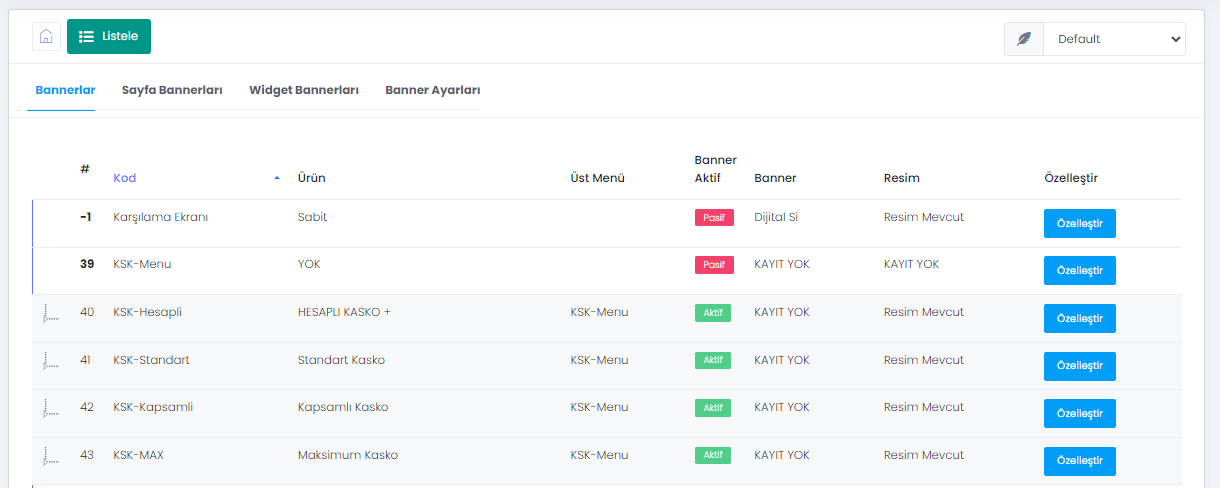 Listele
Default
Bannerlar Sayfa Bannerları Widget Bannerları Banner Ayarları
# Kod Ürün Üst Menü Banner Aktif Banner Resim Özelleştir
-1 Karşılama Ekranı Sabit Pasif Dijital Si Resim Mevcut Özelleştir
39 KSK-Menu YOK Pasif KAYIT YOK KAYIT YOK Özelleştir
40 KSK-Hesapli HESAPLI KASKO + KSK-Menu Aktif KAYIT YOK Resim Mevcut Özelleştir
41 KSK-Standart Standart Kasko KSK-Menu Aktif KAYIT YOK Resim Mevcut Özelleştir
42 KSK-Kapsamli Kapsamlı Kasko KSK-Menu Aktif KAYIT YOK Resim Mevcut Özelleştir
43 KSK-MAX Maksimum Kasko KSK-Menu Aktif KAYIT YOK Resim Mevcut Özelleştir